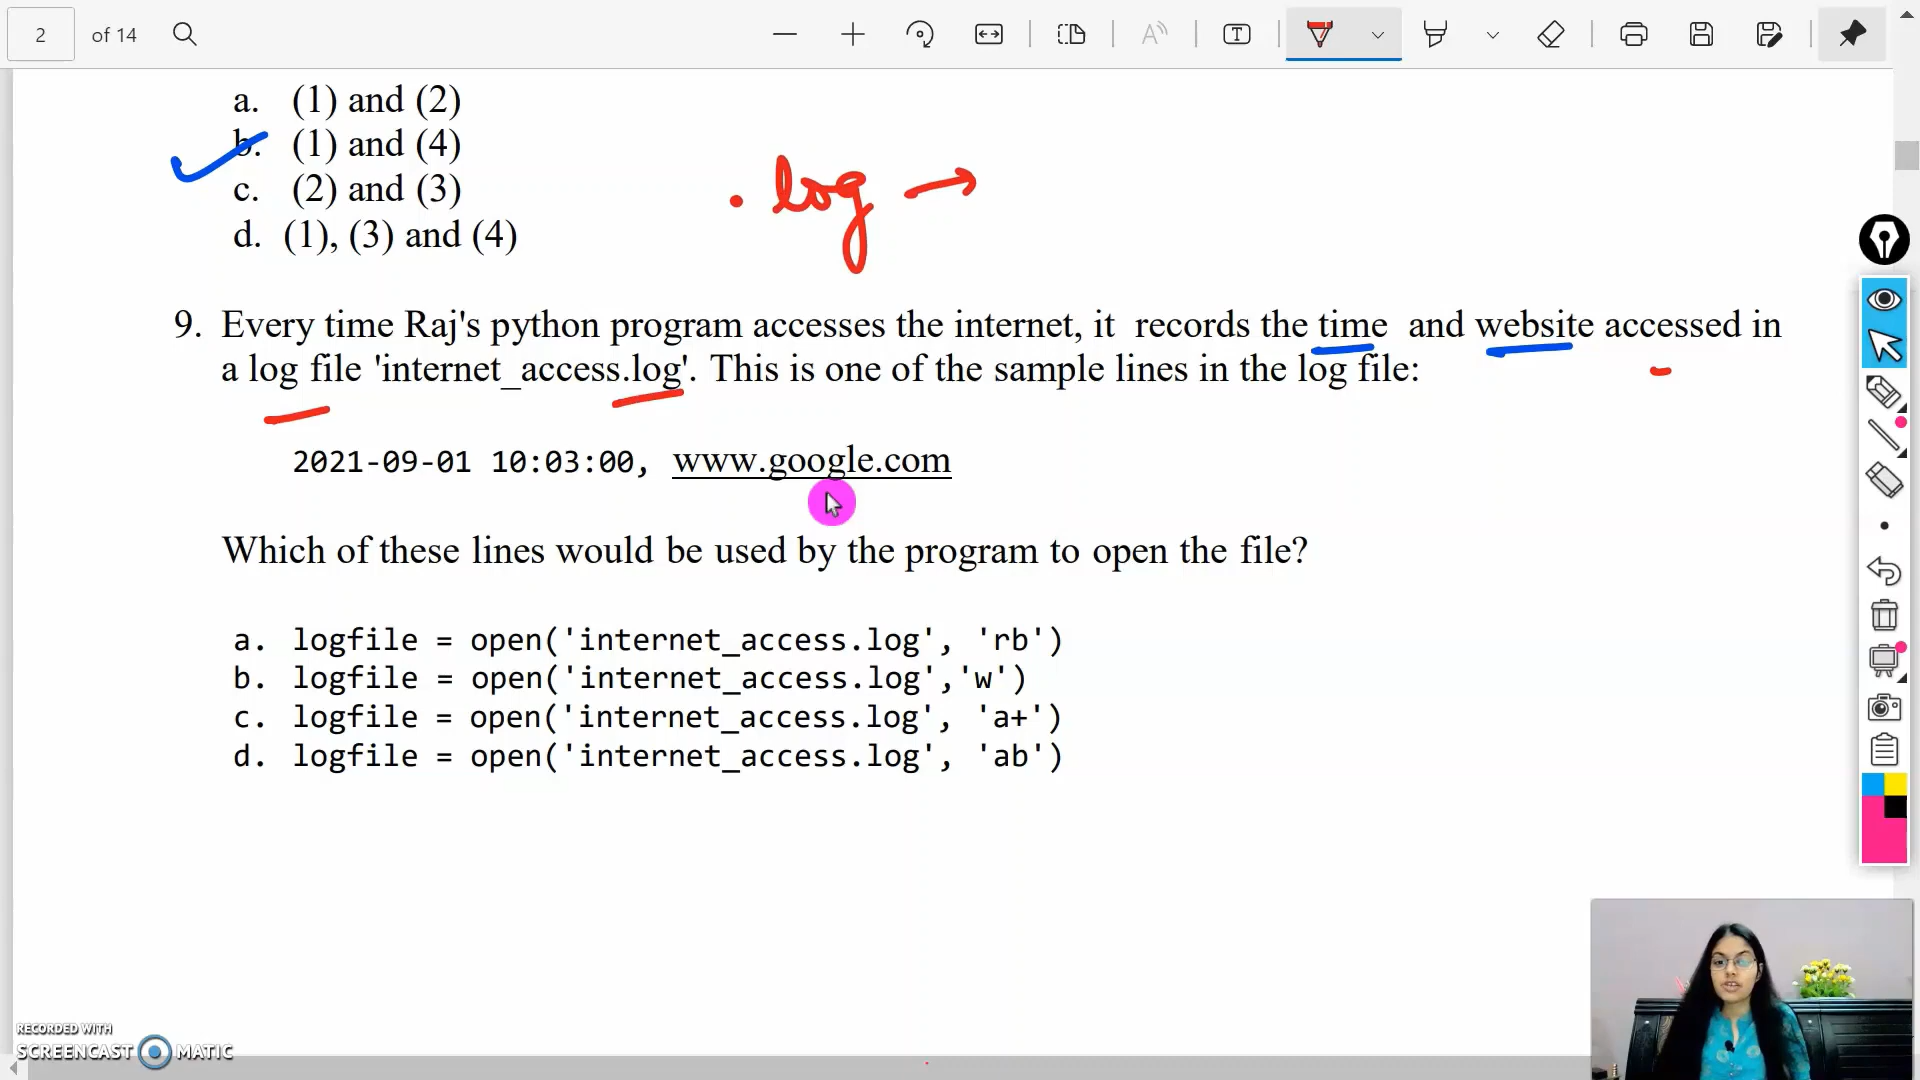 2 of 14
a. (1) and (2)
b. (1) and (4)
c. (2) and (3)
d. (1), (3) and (4)
. log →
9. Every time Raj's python program accesses the internet, it records the time and website accessed in
a log file 'internet_access.log'. This is one of the sample lines in the log file:
2021-09-01 10:03:00, www.google.com
Which of these lines would be used by the program to open the file?
a. logfile = open('internet_access.log', 'rb')
b. logfile = open('internet_access.log','w')
c. logfile = open('internet_access.log', 'a+')
d. logfile = open('internet_access.log', 'ab')
RECORDED WITH
SCREENCAST MATIC